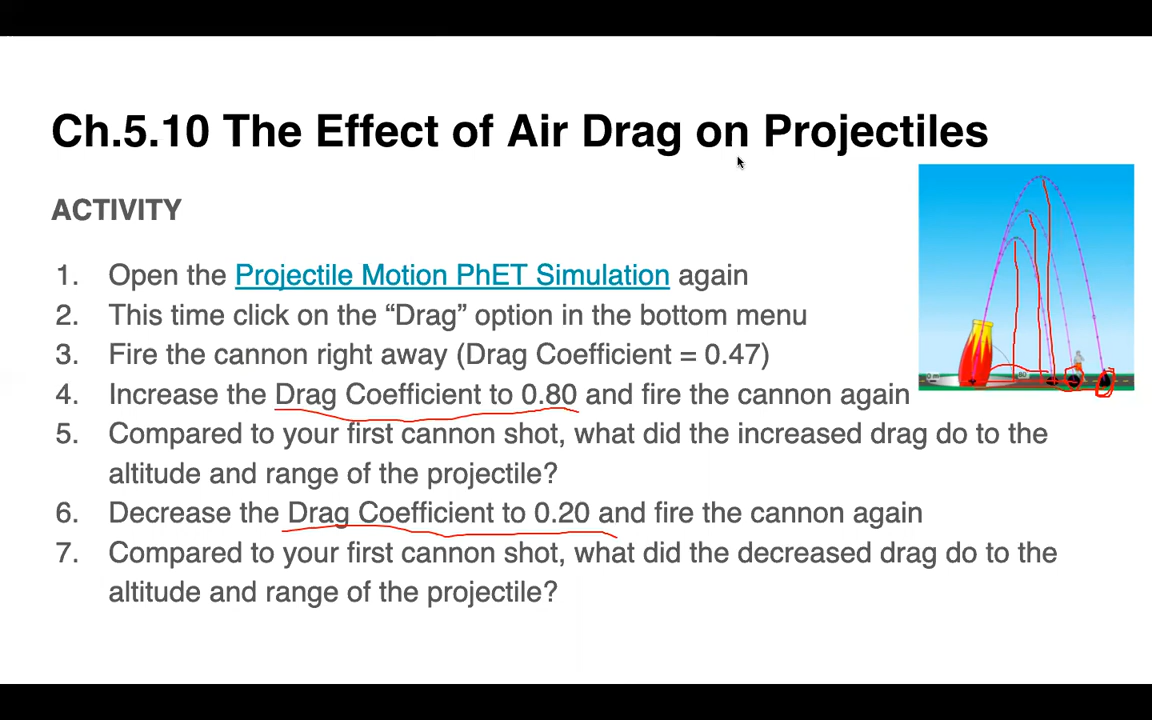 Ch.5.10 The Effect of Air Drag on Projectiles
ACTIVITY
1. Open the Projectile Motion PhET Simulation again
2. This time click on the “Drag” option in the bottom menu
3. Fire the cannon right away (Drag Coefficient = 0.47)
4. Increase the Drag Coefficient to 0.80 and fire the cannon again
5. Compared to your first cannon shot, what did the increased drag do to the
altitude and range of the projectile?
6. Decrease the Drag Coefficient to 0.20 and fire the cannon again
7. Compared to your first cannon shot, what did the decreased drag do to the
altitude and range of the projectile?